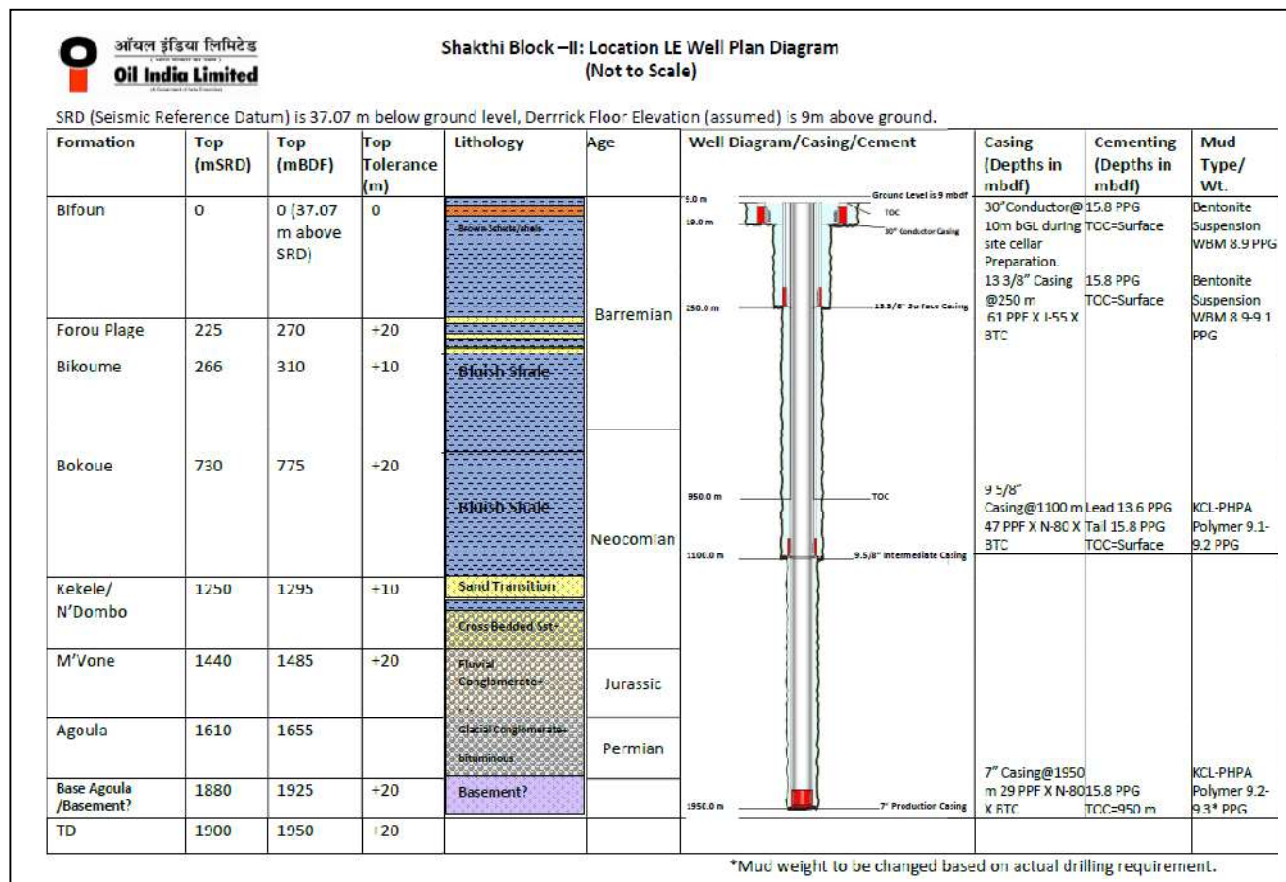 ऑयल इंडिया लिमिटेड
Oil India Limited
Shakthi Block –II: Location LE Well Plan Diagram
(Not to Scale)
SRD (Seismic Reference Datum) is 37.07 m below ground level, Derrrick Floor Elevation (assumed) is 9m above ground.
Formation Top (mSRD) Top (mBDF) Top Tolerance (m) Lithology Age Well Diagram/Casing/Cement Casing (Depths in mbdf) Cementing (Depths in mbdf) Mud Type/ Wt.
Bifoun 0 0 (37.07 m above SRD) 0
Forou Plage 225 270 +20
Bikoume 266 310 +10
Bluish Shale
Barremian
Bokoue 730 775 +20
Bluish Shale
Neocomian
Kekele/ N'Dombo 1250 1295 +10
Sand Transition
Cross Bedded Sst+
M'Vone 1440 1485 +20
Fluvial Conglomerate+
Jurassic
Agoula 1610 1655
Glacial Conglomerate+
bituminous
Permian
Base Agoula /Basement? 1880 1925 +20
Basement?
TD 1900 1950 +20
9.0 m
Ground Level is 9 mbdf
TOC
19.0 m
30" Conductor Casing
250.0 m
13 3/8" Surface Casing
950.0 m
TOC
1100.0 m
9.5/8" Intermediate Casing
1950.0 m
7" Production Casing
30"Conductor@ 10m bGL during site cellar Preparation.
15.8 PPG TOC=Surface
Bentonite Suspension WBM 8.9 PPG
13 3/8" Casing @250 m 61 PPF X J-55 X BTC
15.8 PPG TOC=Surface
Bentonite Suspension WBM 8.9-9.1 PPG
9 5/8" Casing@1100 m 47 PPF X N-80 X BTC
Lead 13.6 PPG Tail 15.8 PPG TOC=Surface
KCL-PHPA Polymer 9.1-9.2 PPG
7" Casing@1950 m 29 PPF X N-80 X BTC
15.8 PPG TOC=950 m
KCL-PHPA Polymer 9.2-9.3* PPG
*Mud weight to be changed based on actual drilling requirement.